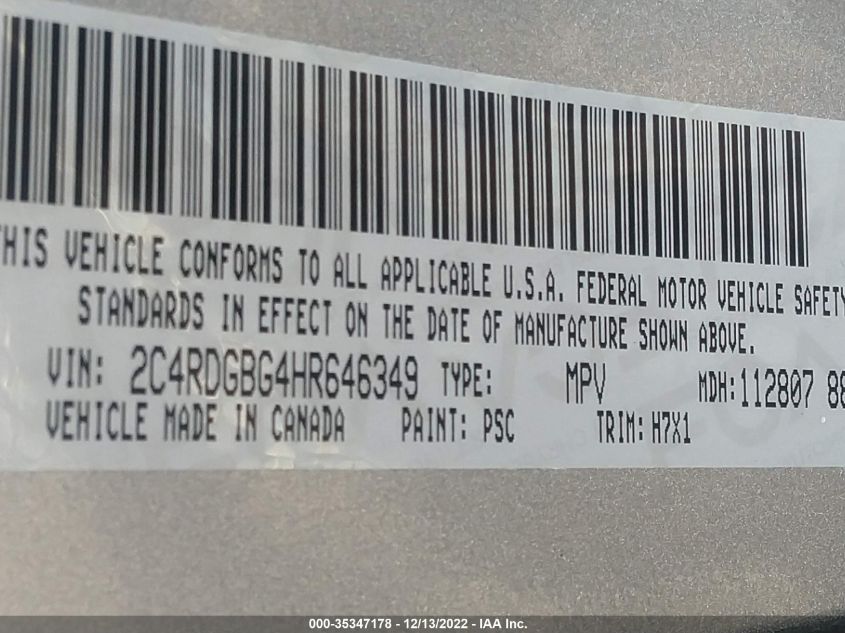 THIS VEHICLE CONFORMS TO ALL APPLICABLE U.S.A. FEDERAL MOTOR VEHICLE SAFETY
STANDARDS IN EFFECT ON THE DATE OF MANUFACTURE SHOWN ABOVE.
VIN: 2C4RDGBG4HR646349 TYPE: MPV MDH:112807 88
VEHICLE MADE IN CANADA PAINT: PSC TRIM: H7X1
000-35347178 - 12/13/2022 - IAA Inc.